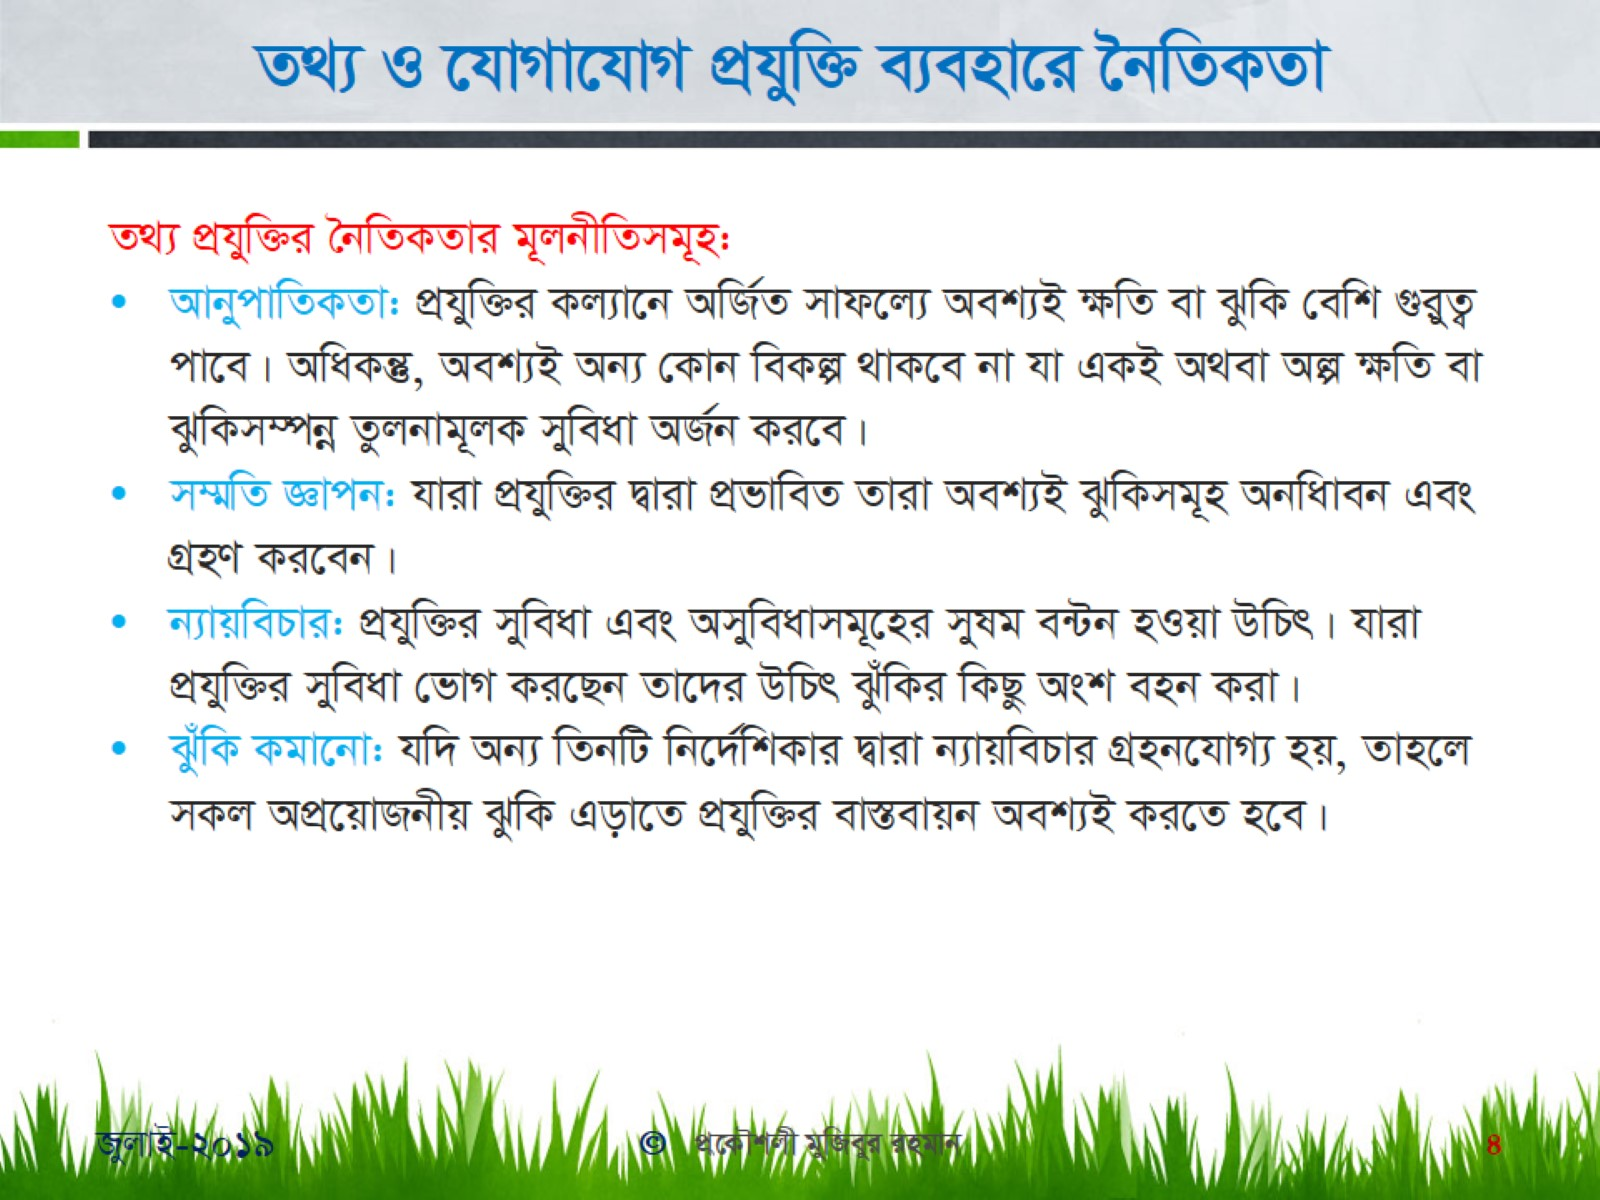 তথ্য ও যোগাযোগ প্রযুক্তি ব্যবহারে নৈতিকতা
তথ্য প্রযুক্তির নৈতিকতার মূলনীতিসমূহ:
• আনুপাতিকতা: প্রযুক্তির কল্যানে অর্জিত সাফল্যে অবশ্যই ক্ষতি বা ঝুকি বেশি গুরুত্ব
পাবে। অধিকন্তু, অবশ্যই অন্য কোন বিকল্প থাকবে না যা একই অথবা অল্প ক্ষতি বা
ঝুকিসম্পন্ন তুলনামূলক সুবিধা অর্জন করবে।
• সম্মতি জ্ঞাপন: যারা প্রযুক্তির দ্বারা প্রভাবিত তারা অবশ্যই ঝুকিসমূহ অনধিাবন এবং
গ্রহণ করবেন।
• ন্যায়বিচার: প্রযুক্তির সুবিধা এবং অসুবিধাসমূহের সুষম বন্টন হওয়া উচিৎ। যারা
প্রযুক্তির সুবিধা ভোগ করছেন তাদের উচিৎ ঝুঁকির কিছু অংশ বহন করা।
• ঝুঁকি কমানো: যদি অন্য তিনটি নির্দেশিকার দ্বারা ন্যায়বিচার গ্রহনযোগ্য হয়, তাহলে
সকল অপ্রয়োজনীয় ঝুকি এড়াতে প্রযুক্তির বাস্তবায়ন অবশ্যই করতে হবে।
জুলাই-২০১৯ © প্রকৌশলী মুজিবুর রহমান ৪